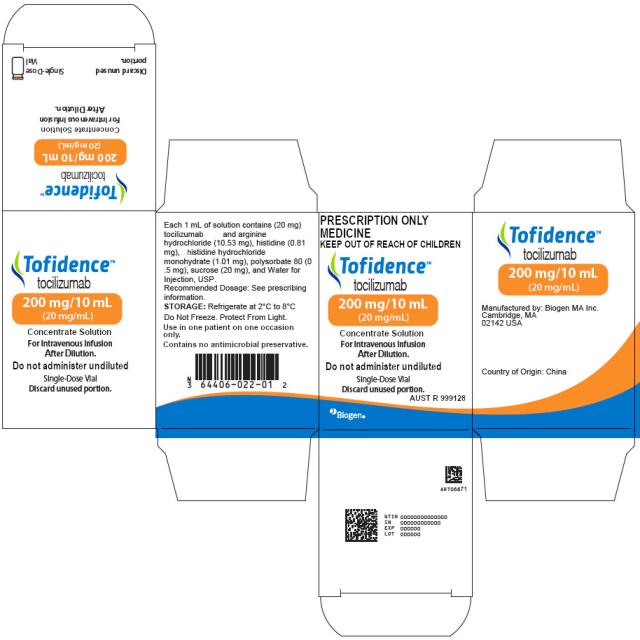 Discard unused
portion.
Single-Dose
Vial
Concentrate Solution
For Intravenous Infusion
After Dilution.
200 mg/10 mL
(20 mg/mL)
Tofidence™
tocilizumab
Tofidence™
tocilizumab
200 mg/10 mL
(20 mg/mL)
Concentrate Solution
For Intravenous Infusion
After Dilution.
Do not administer undiluted
Single-Dose Vial
Discard unused portion.
Each 1 mL of solution contains (20 mg)
tocilizumab and arginine
hydrochloride (10.53 mg), histidine (0.81
mg), histidine hydrochloride
monohydrate (1.01 mg), polysorbate 80 (0
.5 mg), sucrose (20 mg), and Water for
Injection, USP.
Recommended Dosage: See prescribing
information.
STORAGE: Refrigerate at 2°C to 8°C
Do Not Freeze. Protect From Light.
Use in one patient on one occasion
only.
Contains no antimicrobial preservative.
N
3 64406-022-01 2
PRESCRIPTION ONLY
MEDICINE
KEEP OUT OF REACH OF CHILDREN
Tofidence™
tocilizumab
200 mg/10 mL
(20 mg/mL)
Concentrate Solution
For Intravenous Infusion
After Dilution.
Do not administer undiluted
Single-Dose Vial
Discard unused portion.
AUST R 999128
Biogen®
Tofidence™
tocilizumab
200 mg/10 mL
(20 mg/mL)
Manufactured by: Biogen MA Inc.
Cambridge, MA
02142 USA
Country of Origin: China
ART06671
GTIN 00000000000000
SN 000000000000
EXP 000000
LOT 000000